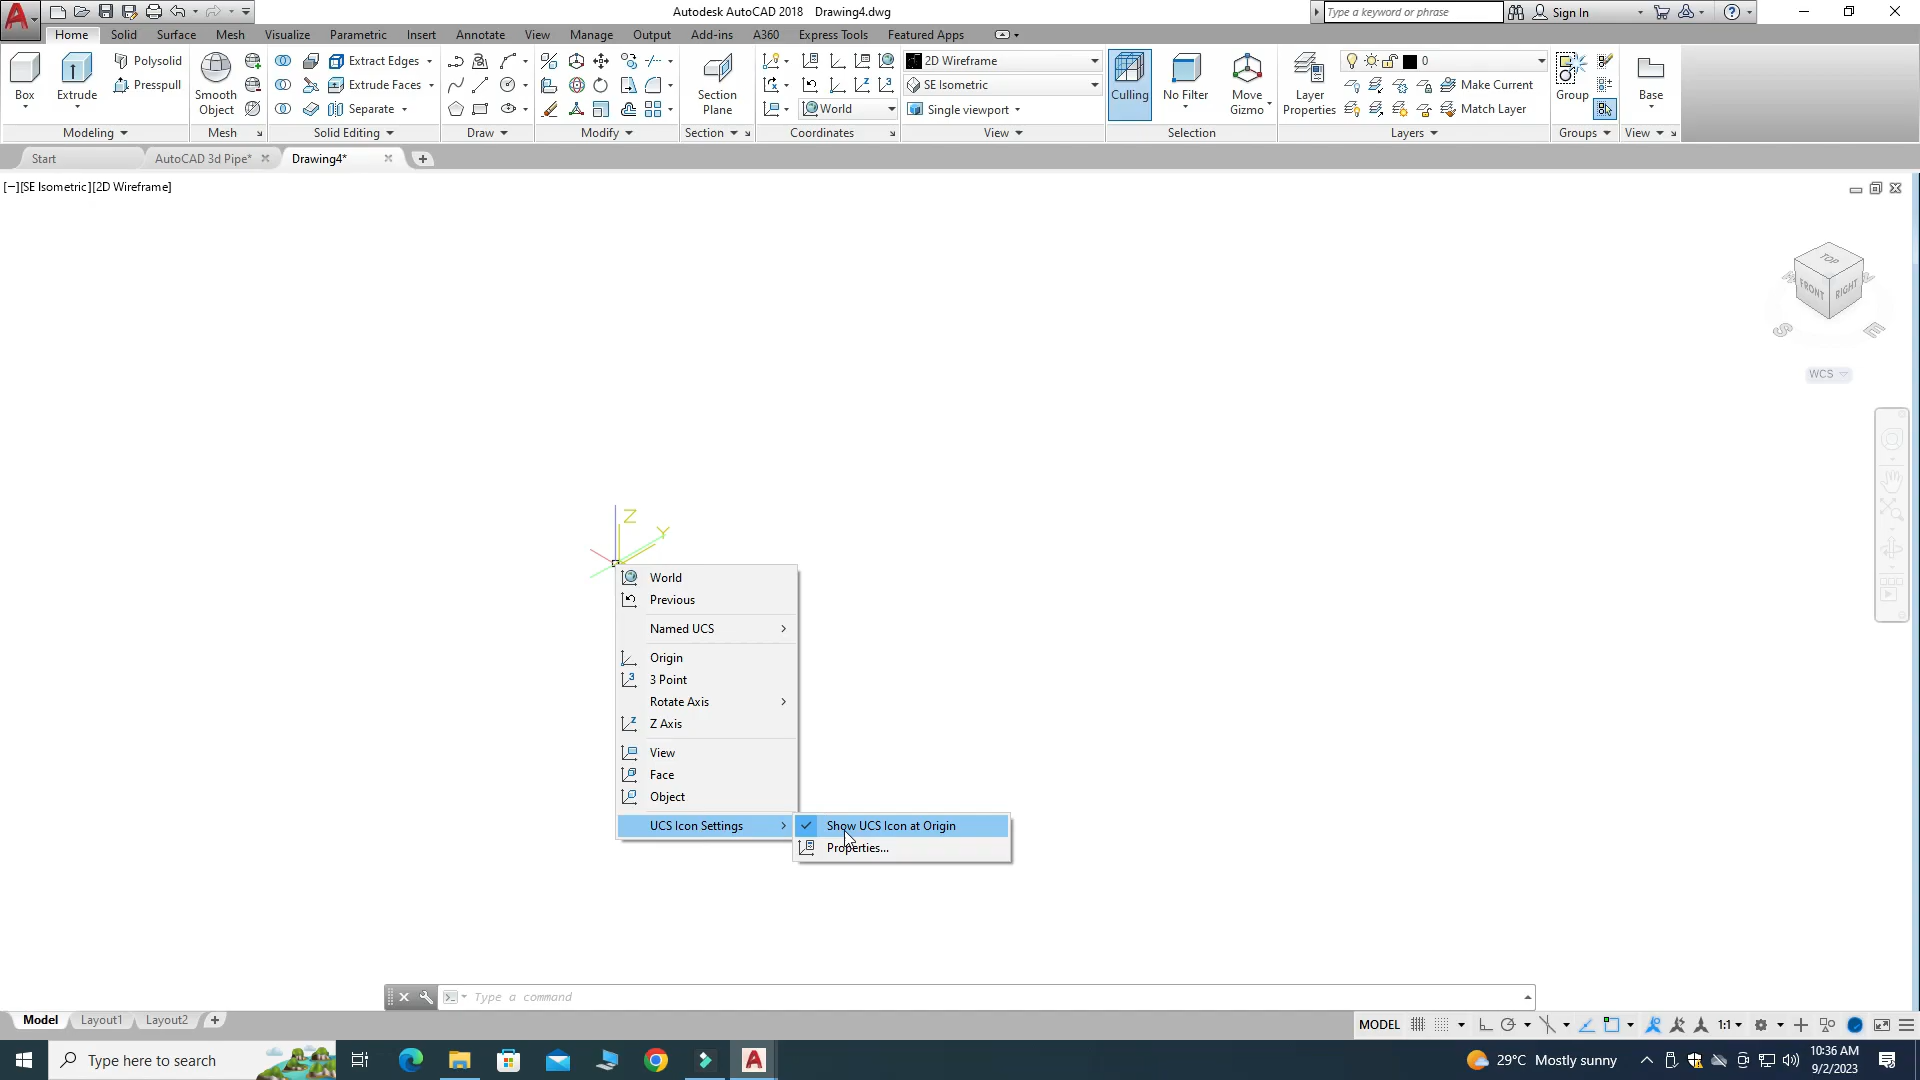 Autodesk AutoCAD 2018 Drawing4.dwg
Type a keyword or phrase
Sign In
Home Solid Surface Mesh Visualize Parametric Insert Annotate View Manage Output Add-ins A360 Express Tools Featured Apps
Box
Extrude
Polysolid
Presspull
Smooth Object
Extract Edges
Extrude Faces
Separate
Section Plane
World
2D Wireframe
SE Isometric
Single viewport
Culling
No Filter
Move Gizmo
Layer Properties
0
Make Current
Match Layer
Group
Base
Modeling
Mesh
Solid Editing
Draw
Modify
Section
Coordinates
View
Selection
Layers
Groups
View
Start
AutoCAD 3d Pipe*
Drawing4*
[−][SE Isometric][2D Wireframe]
TOP
FRONT
RIGHT
S
E
WCS
Z
Y
World
Previous
Named UCS
Origin
3 Point
Rotate Axis
Z Axis
View
Face
Object
UCS Icon Settings
Show UCS Icon at Origin
Properties...
Type a command
Model
Layout1
Layout2
MODEL
1:1
Type here to search
29°C Mostly sunny
10:36 AM
9/2/2023